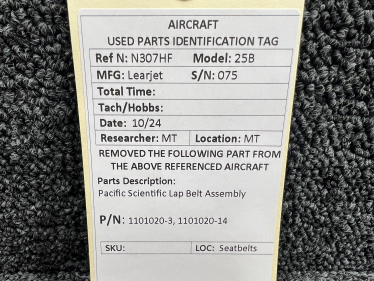 AIRCRAFT
USED PARTS IDENTIFICATION TAG
Ref N: N307HF Model: 25B
MFG: Learjet S/N: 075
Total Time:
Tach/Hobbs:
Date: 10/24
Researcher: MT Location: MT
REMOVED THE FOLLOWING PART FROM
THE ABOVE REFERENCED AIRCRAFT
Parts Description:
Pacific Scientific Lap Belt Assembly
P/N: 1101020-3, 1101020-14
SKU: LOC: Seatbelts